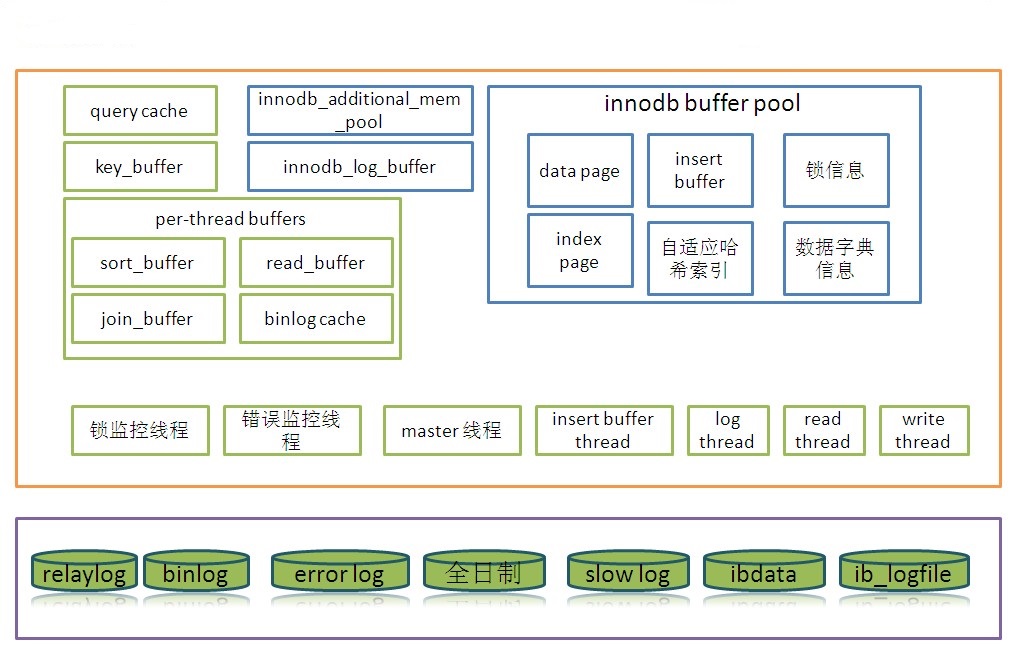 query cache
innodb_additional_mem
_pool
innodb buffer pool
key_buffer
innodb_log_buffer
data page
insert
buffer
锁信息
index
page
自适应哈
希索引
数据字典
信息
per-thread buffers
sort_buffer
read_buffer
join_buffer
binlog cache
锁监控线程
错误监控线
程
master 线程
insert buffer
thread
log
thread
read
thread
write
thread
relaylog
binlog
error log
全日制
slow log
ibdata
ib_logfile